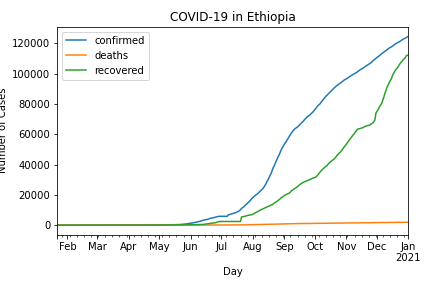 COVID-19 in Ethiopia
confirmed
deaths
recovered
120000
100000
80000
60000
40000
20000
0
Number of Cases
Feb Mar Apr May Jun Jul Aug Sep Oct Nov Dec Jan
2021
Day